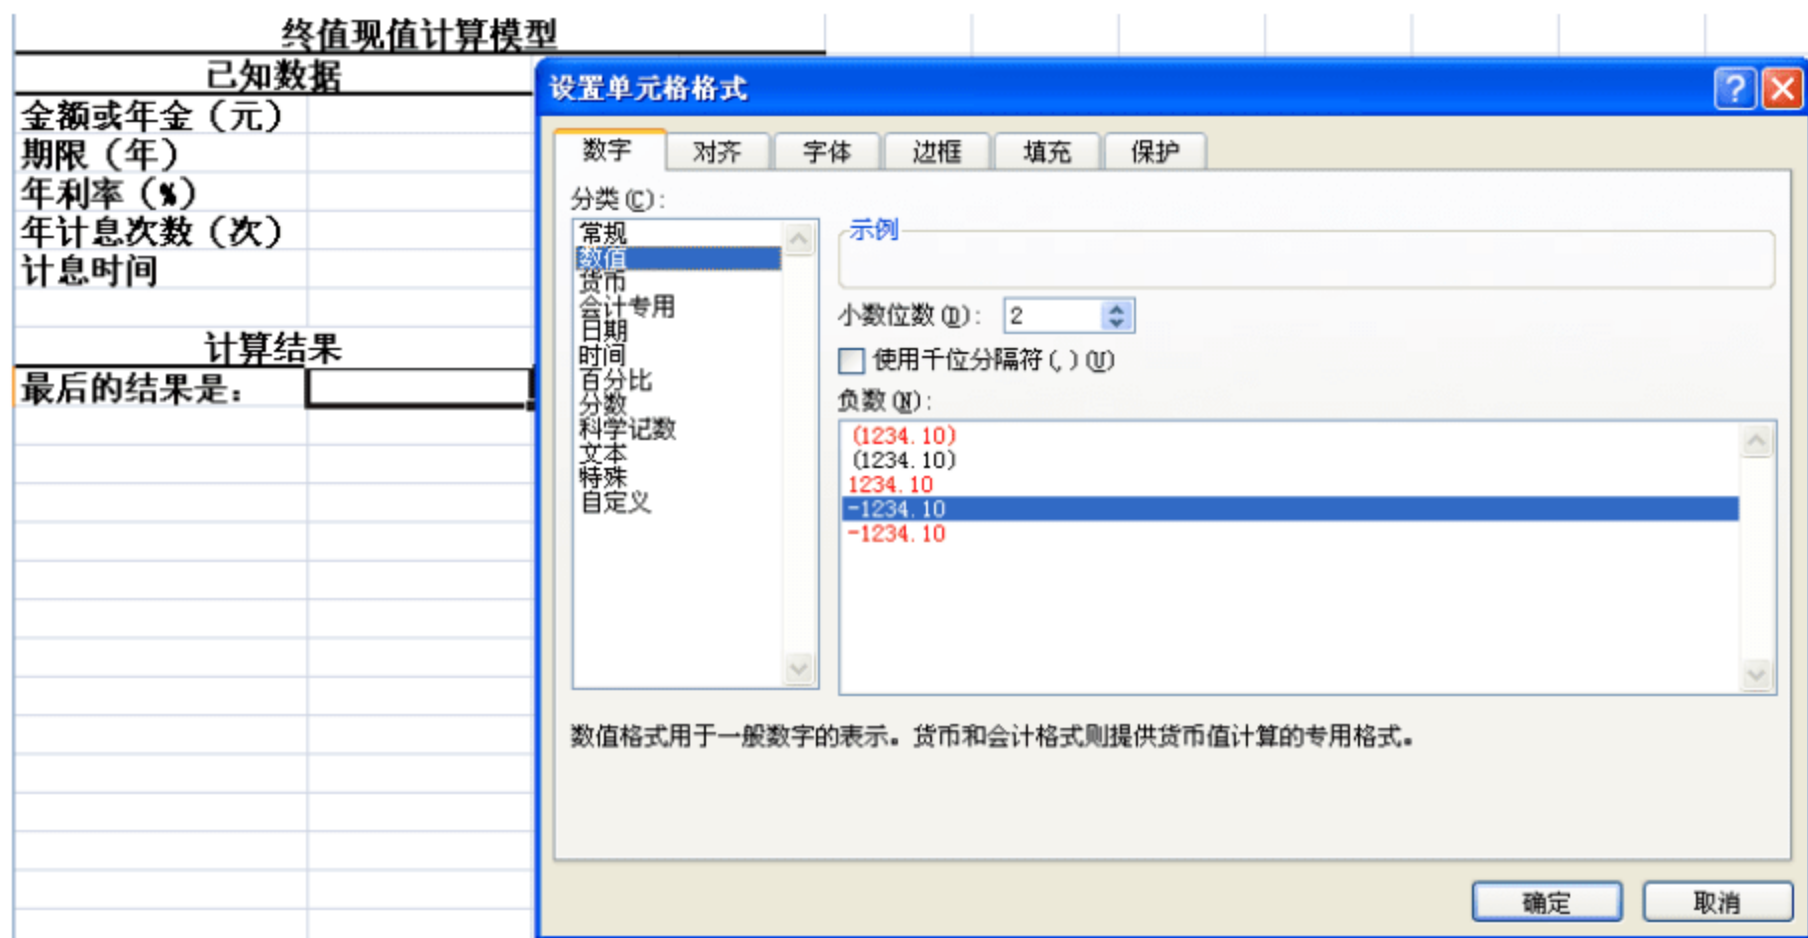 终值现值计算模型
已知数据
金额或年金（元）
期限（年）
年利率（%）
年计息次数（次）
计息时间
计算结果
最后的结果是：
设置单元格格式
数字 对齐 字体 边框 填充 保护
分类(C):
常规
数值
货币
会计专用
日期
时间
百分比
分数
科学记数
文本
特殊
自定义
示例
小数位数(D): 2
使用千位分隔符(,)(U)
负数(N):
(1234.10)
(1234.10)
1234.10
-1234.10
-1234.10
数值格式用于一般数字的表示。货币和会计格式则提供货币值计算的专用格式。
确定 取消